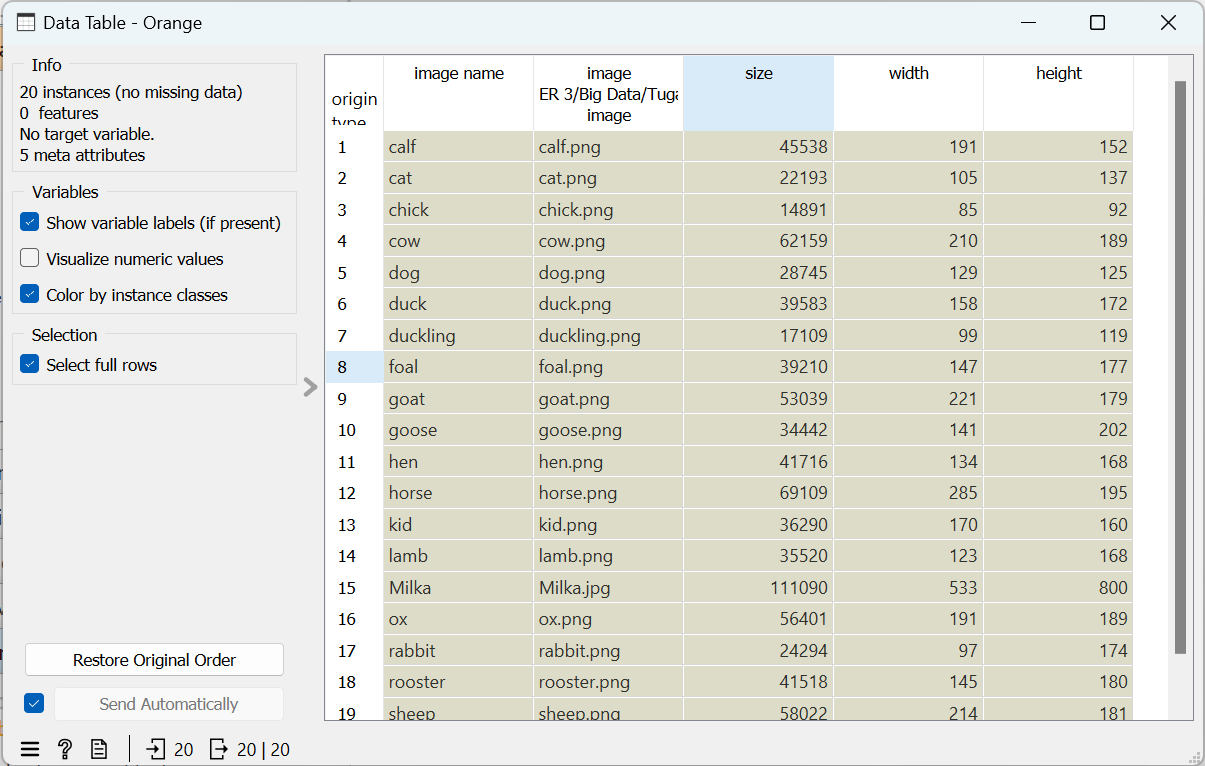 Data Table - Orange
Info
20 instances (no missing data)
0 features
No target variable.
5 meta attributes
Variables
Show variable labels (if present)
Visualize numeric values
Color by instance classes
Selection
Select full rows
Restore Original Order
Send Automatically
20 20 | 20
image name image size width height
origin ER 3/Big Data/Tuga
type image
1 calf calf.png 45538 191 152
2 cat cat.png 22193 105 137
3 chick chick.png 14891 85 92
4 cow cow.png 62159 210 189
5 dog dog.png 28745 129 125
6 duck duck.png 39583 158 172
7 duckling duckling.png 17109 99 119
8 foal foal.png 39210 147 177
9 goat goat.png 53039 221 179
10 goose goose.png 34442 141 202
11 hen hen.png 41716 134 168
12 horse horse.png 69109 285 195
13 kid kid.png 36290 170 160
14 lamb lamb.png 35520 123 168
15 Milka Milka.jpg 111090 533 800
16 ox ox.png 56401 191 189
17 rabbit rabbit.png 24294 97 174
18 rooster rooster.png 41518 145 180
19 sheep sheep.png 58022 214 181